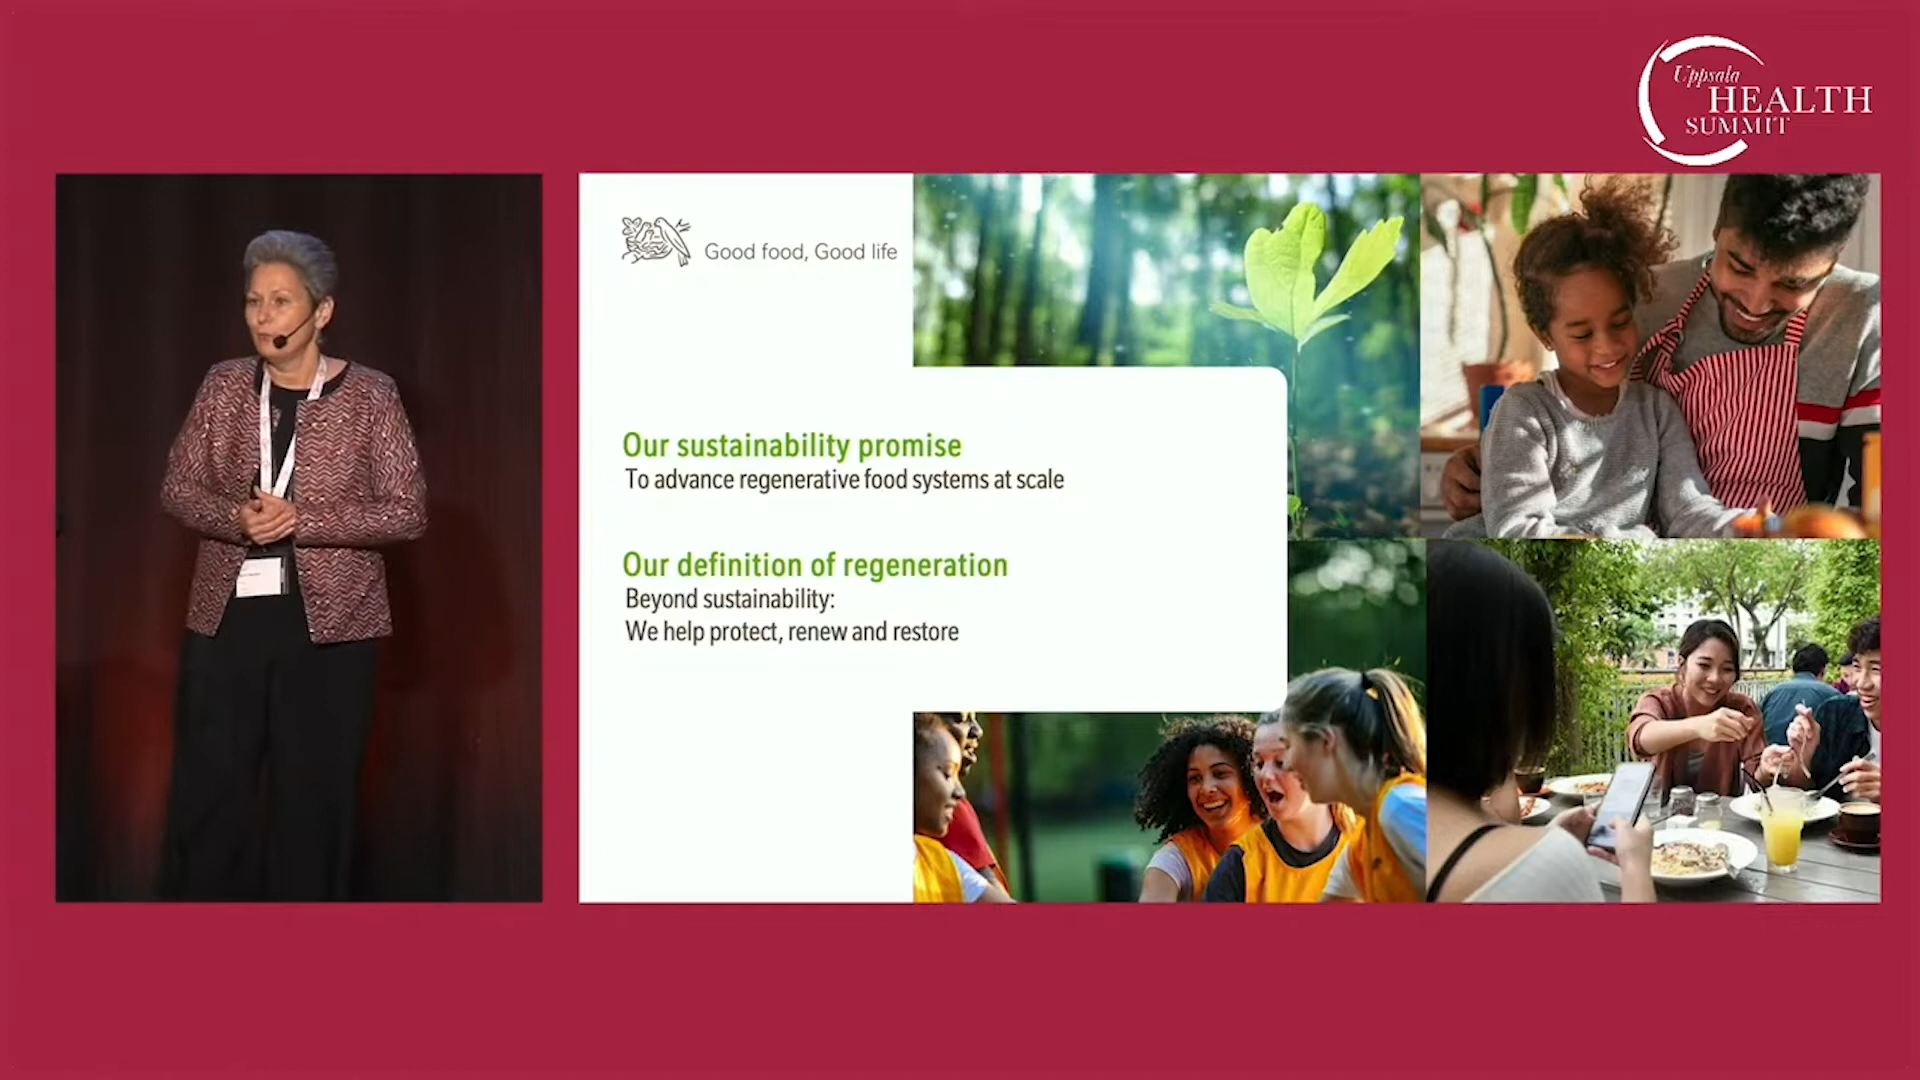 Uppsala
HEALTH
SUMMIT
Good food, Good life
Our sustainability promise
To advance regenerative food systems at scale
Our definition of regeneration
Beyond sustainability:
We help protect, renew and restore